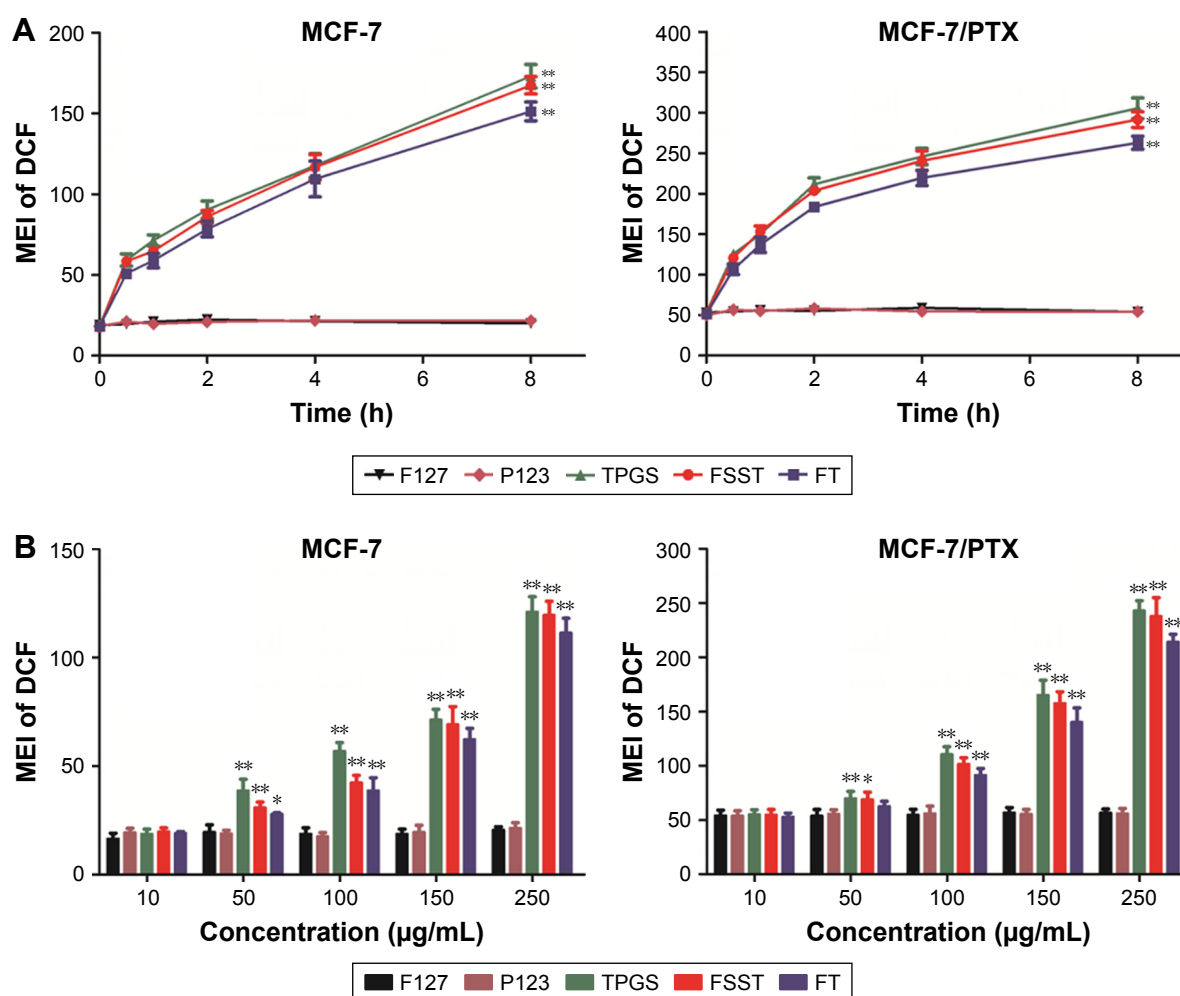 A
MCF-7
MCF-7/PTX
200
150
100
50
0
MEI of DCF
**
**
**
0 2 4 6 8
Time (h)
400
350
300
250
200
150
100
50
0
MEI of DCF
**
**
**
0 2 4 6 8
Time (h)
F127 P123 TPGS FSST FT
B
MCF-7
MCF-7/PTX
150
100
50
0
MEI of DCF
** ** *
** ** **
** ** **
** ** **
10 50 100 150 250
Concentration (µg/mL)
300
250
200
150
100
50
0
MEI of DCF
** *
** ** **
** ** **
** ** **
10 50 100 150 250
Concentration (µg/mL)
F127 P123 TPGS FSST FT